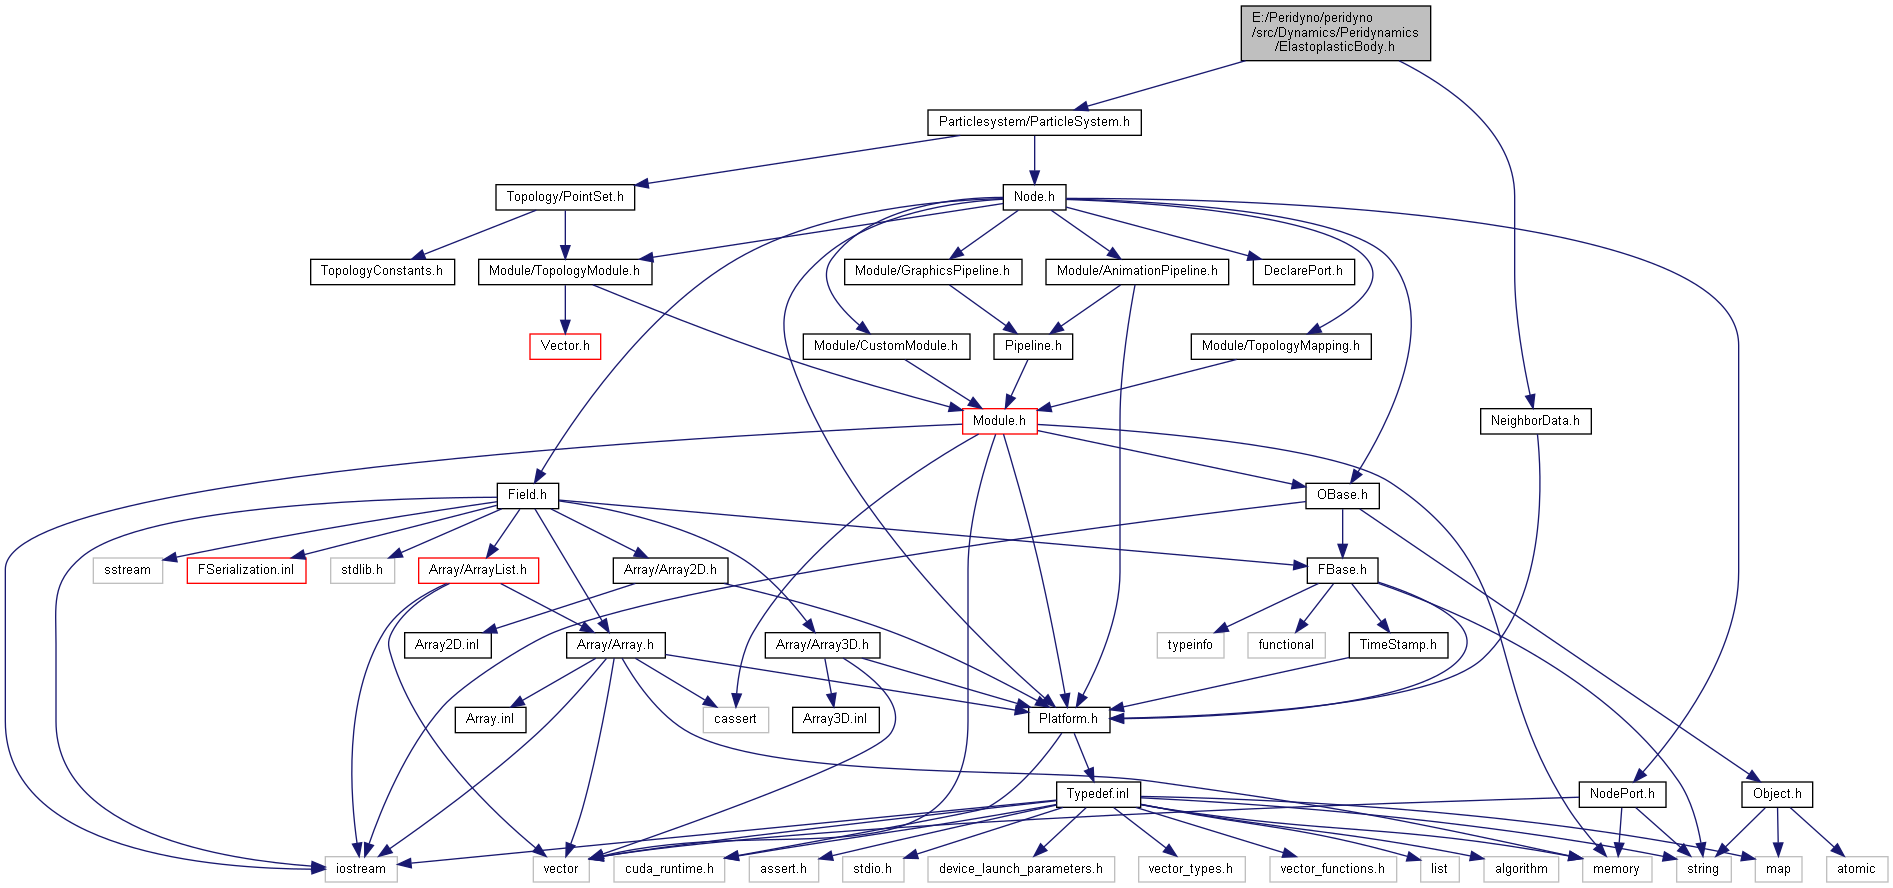 E:/Peridyno/peridyno
/src/Dynamics/Peridynamics
/ElastoplasticBody.h
Particlesystem/ParticleSystem.h
Topology/PointSet.h
Node.h
TopologyConstants.h
Module/TopologyModule.h
Module/GraphicsPipeline.h
Module/AnimationPipeline.h
DeclarePort.h
Vector.h
Module/CustomModule.h
Pipeline.h
Module/TopologyMapping.h
Module.h
NeighborData.h
Field.h
OBase.h
sstream
FSerialization.inl
stdlib.h
Array/ArrayList.h
Array/Array2D.h
FBase.h
Array2D.inl
Array/Array.h
Array/Array3D.h
typeinfo
functional
TimeStamp.h
Array.inl
cassert
Array3D.inl
Platform.h
Typedef.inl
NodePort.h
Object.h
iostream
vector
cuda_runtime.h
assert.h
stdio.h
device_launch_parameters.h
vector_types.h
vector_functions.h
list
algorithm
memory
string
map
atomic